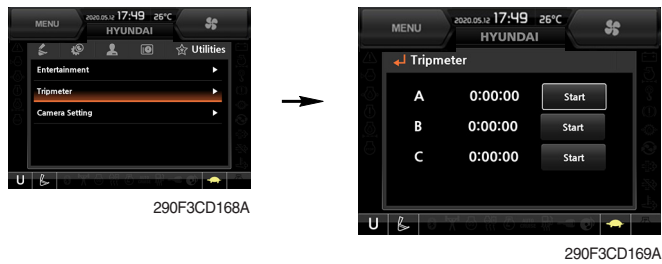 MENU
2020.05.12 17:49 26°C
HYUNDAI
Utilities
Entertainment
Tripmeter
Camera Setting
U
290F3CD168A
MENU
2020.05.12 17:49 26°C
HYUNDAI
Tripmeter
A 0:00:00 Start
B 0:00:00 Start
C 0:00:00 Start
U
290F3CD169A